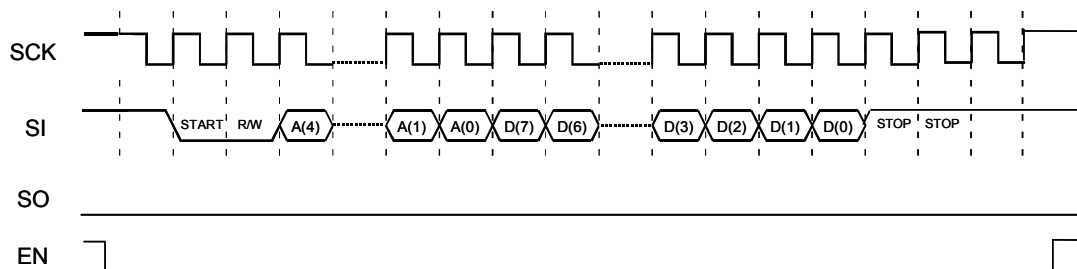 SCK
SI START R/W A(4) A(1) A(0) D(7) D(6) D(3) D(2) D(1) D(0) STOP STOP
SO
EN